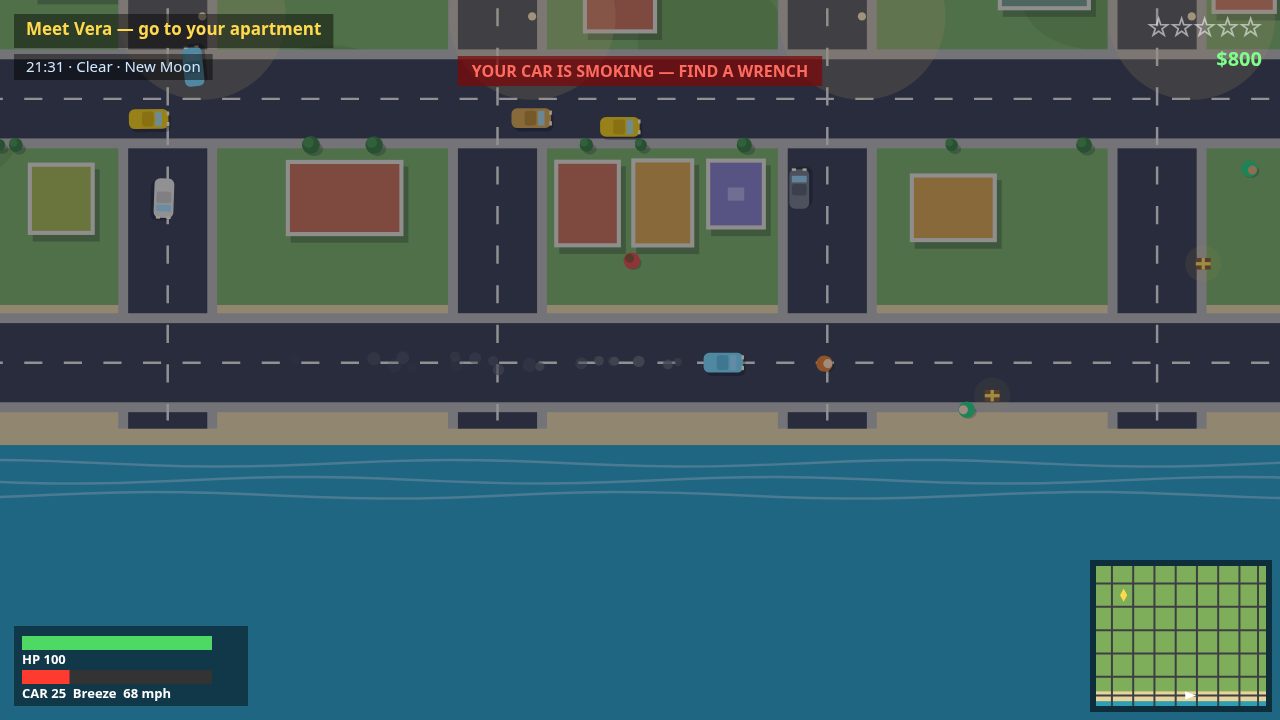 Meet Vera — go to your apartment
21:31 · Clear · New Moon
YOUR CAR IS SMOKING — FIND A WRENCH
$800
HP 100
CAR 25 Breeze 68 mph